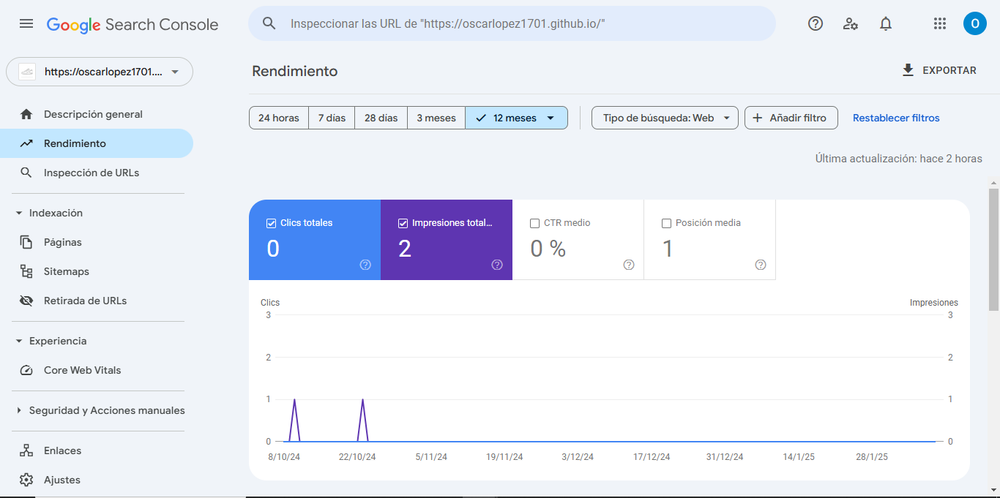 Google Search Console
Inspeccionar las URL de "https://oscarlopez1701.github.io/"
O
https://oscarlopez1701....
Descripción general
Rendimiento
Inspección de URLs
Indexación
Páginas
Sitemaps
Retirada de URLs
Experiencia
Core Web Vitals
Seguridad y Acciones manuales
Enlaces
Ajustes
Rendimiento
EXPORTAR
24 horas 7 días 28 días 3 meses 12 meses Tipo de búsqueda: Web Añadir filtro Restablecer filtros
Última actualización: hace 2 horas
Clics totales
0
Impresiones total...
2
CTR medio
0 %
Posición media
1
Clics Impresiones
3 3
2 2
1 1
0 0
8/10/24 22/10/24 5/11/24 19/11/24 3/12/24 17/12/24 31/12/24 14/1/25 28/1/25